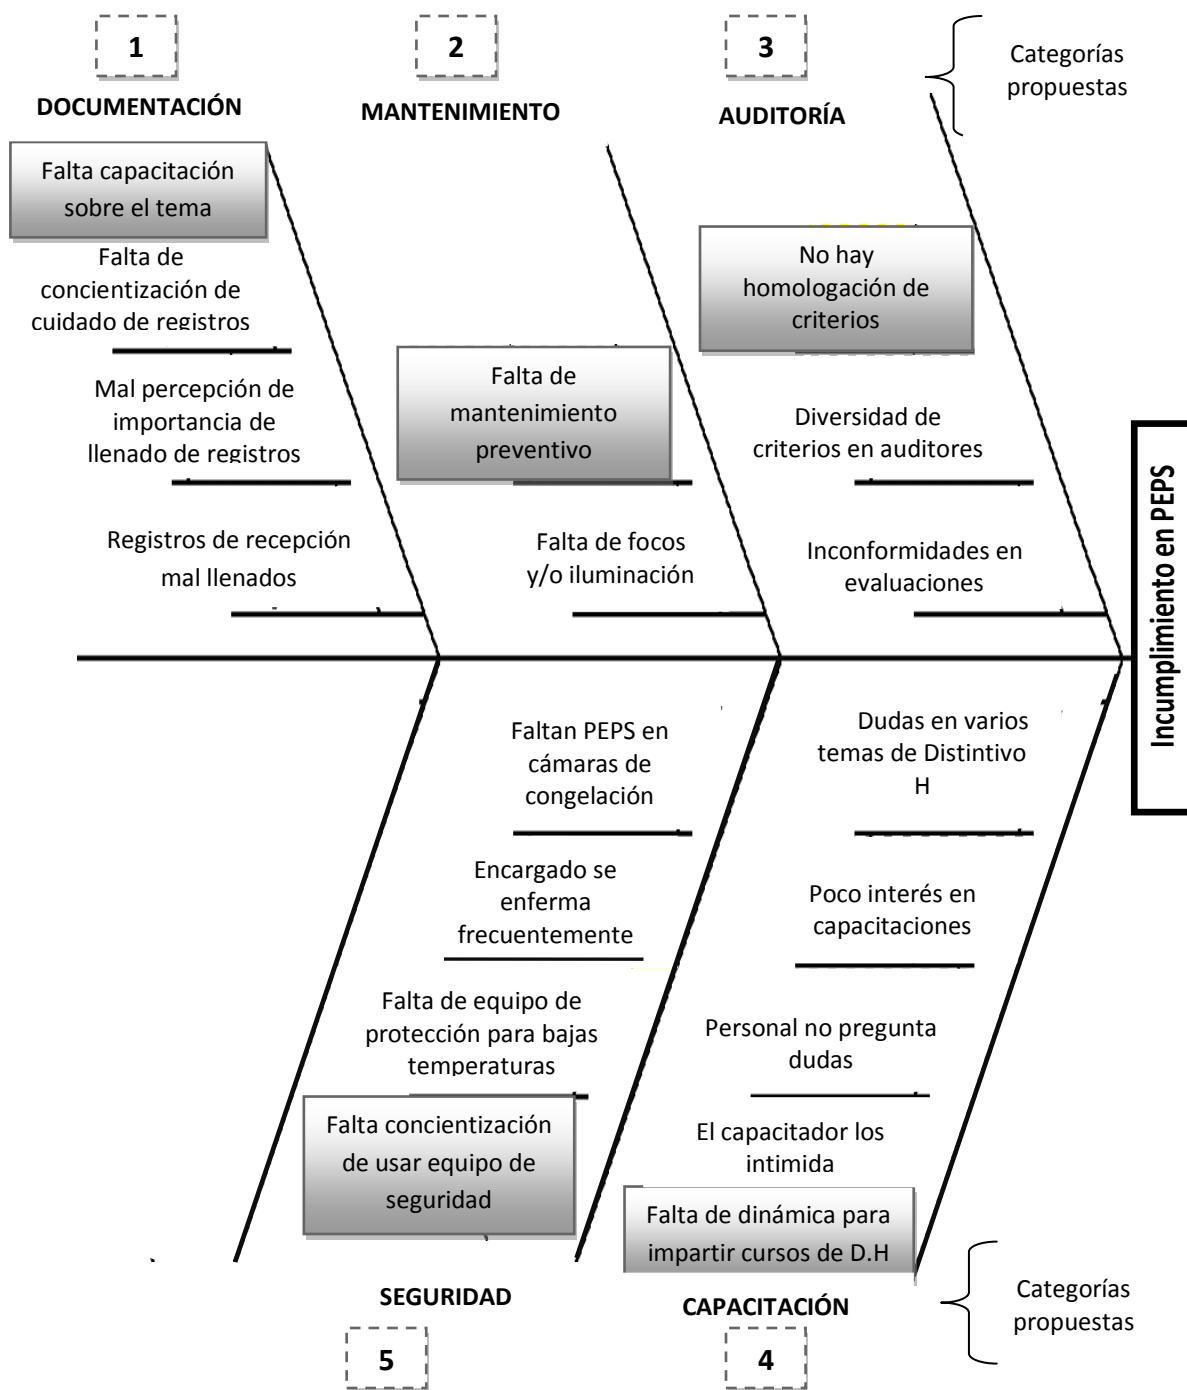 1
2
3
Categorías
propuestas
DOCUMENTACIÓN
MANTENIMIENTO
AUDITORÍA
Falta capacitación
sobre el tema
Falta de
concientización de
cuidado de registros
Mal percepción de
importancia de
llenado de registros
Registros de recepción
mal llenados
Falta de
mantenimiento
preventivo
Falta de focos
y/o iluminación
No hay
homologación de
criterios
Diversidad de
criterios en auditores
Inconformidades en
evaluaciones
Incumplimiento en PEPS
Faltan PEPS en
cámaras de
congelación
Encargado se
enferma
frecuentemente
Falta de equipo de
protección para bajas
temperaturas
Falta concientización
de usar equipo de
seguridad
Dudas en varios
temas de Distintivo
H
Poco interés en
capacitaciones
Personal no pregunta
dudas
El capacitador los
intimida
Falta de dinámica para
impartir cursos de D.H
SEGURIDAD
CAPACITACIÓN
Categorías
propuestas
5
4